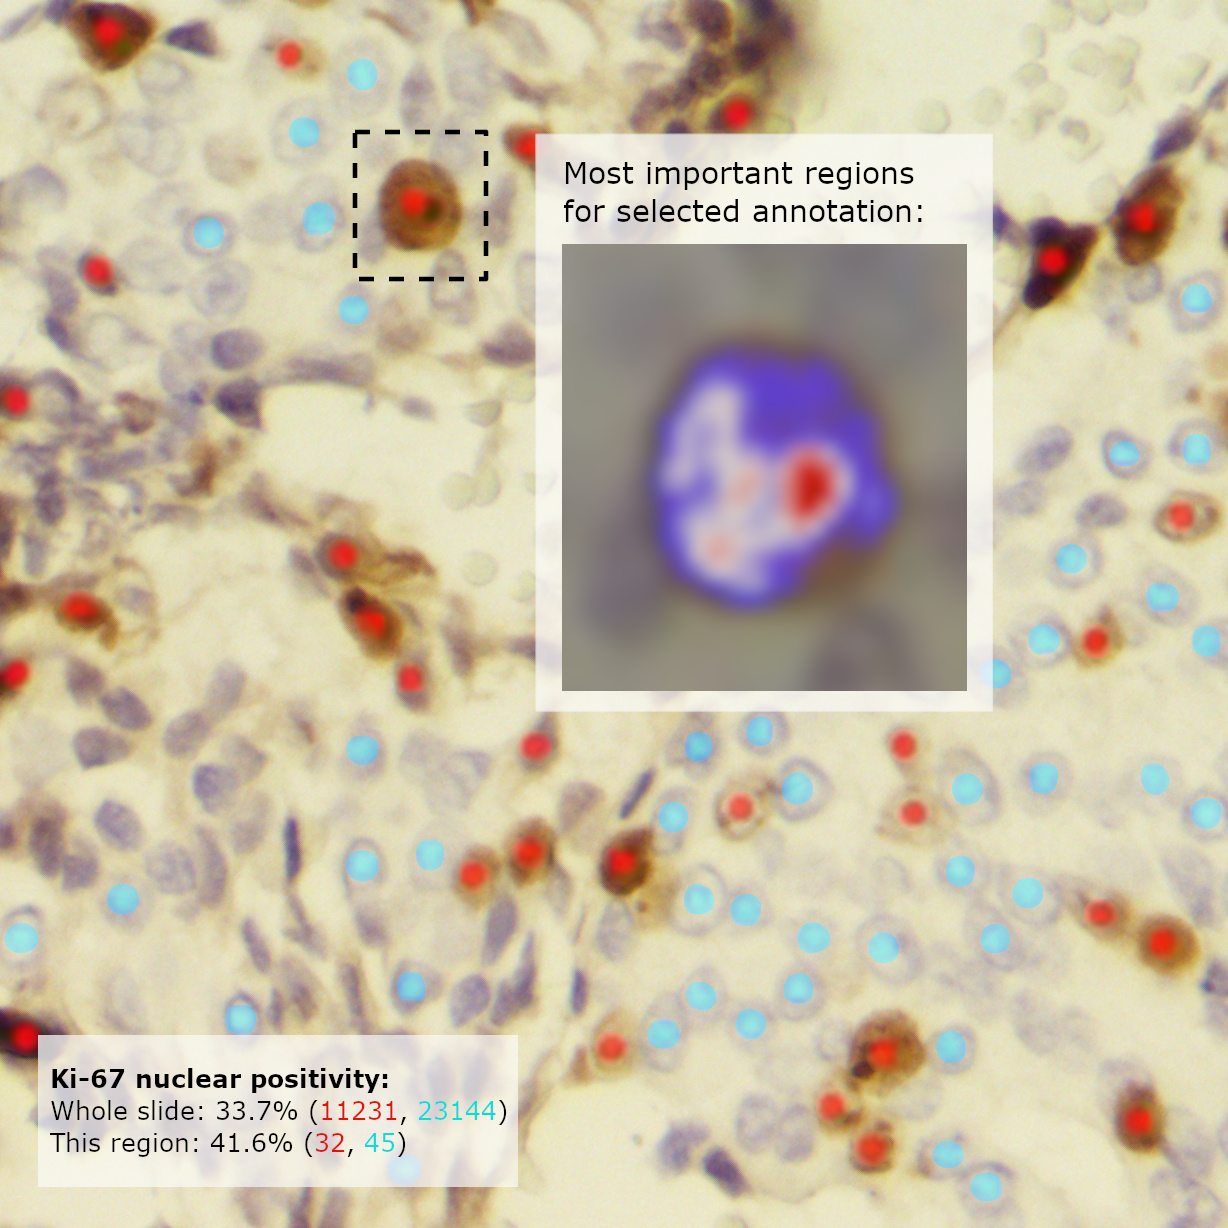 Most important regions
for selected annotation:
Ki-67 nuclear positivity:
Whole slide: 33.7% (11231, 23144)
This region: 41.6% (32, 45)